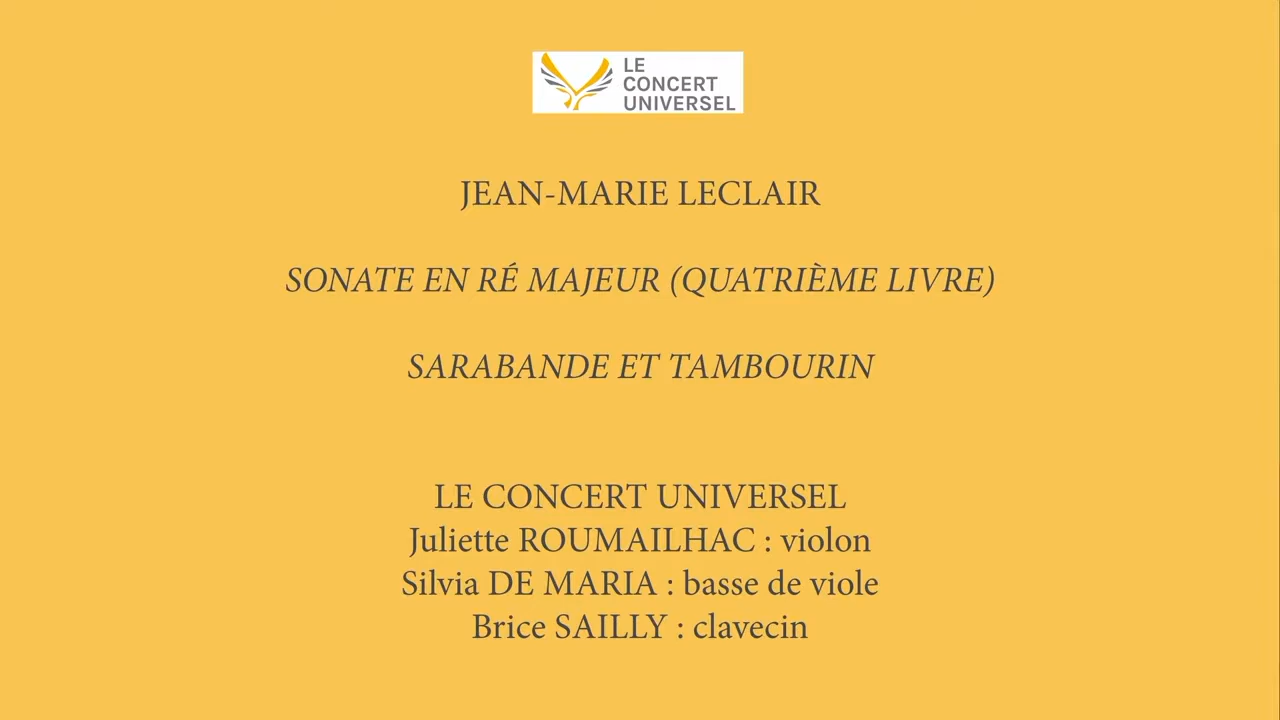 LE
CONCERT
UNIVERSEL
JEAN-MARIE LECLAIR
SONATE EN RÉ MAJEUR (QUATRIÈME LIVRE)
SARABANDE ET TAMBOURIN
LE CONCERT UNIVERSEL
Juliette ROUMAILHAC : violon
Silvia DE MARIA : basse de viole
Brice SAILLY : clavecin